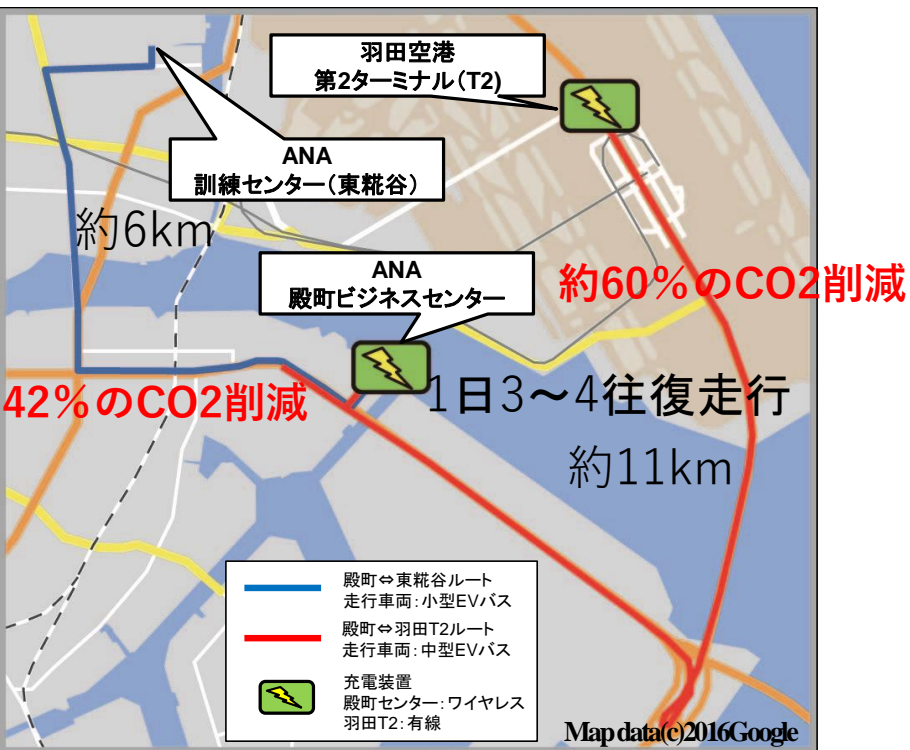 羽田空港
第2ターミナル(T2)
ANA
訓練センター(東糀谷)
約6km
ANA
殿町ビジネスセンター
約60%のCO2削減
42%のCO2削減
1日3～4往復走行
約11km
殿町⇔東糀谷ルート
走行車両:小型EVバス
殿町⇔羽田T2ルート
走行車両:中型EVバス
充電装置
殿町センター:ワイヤレス
羽田T2:有線
Map data(c)2016Google